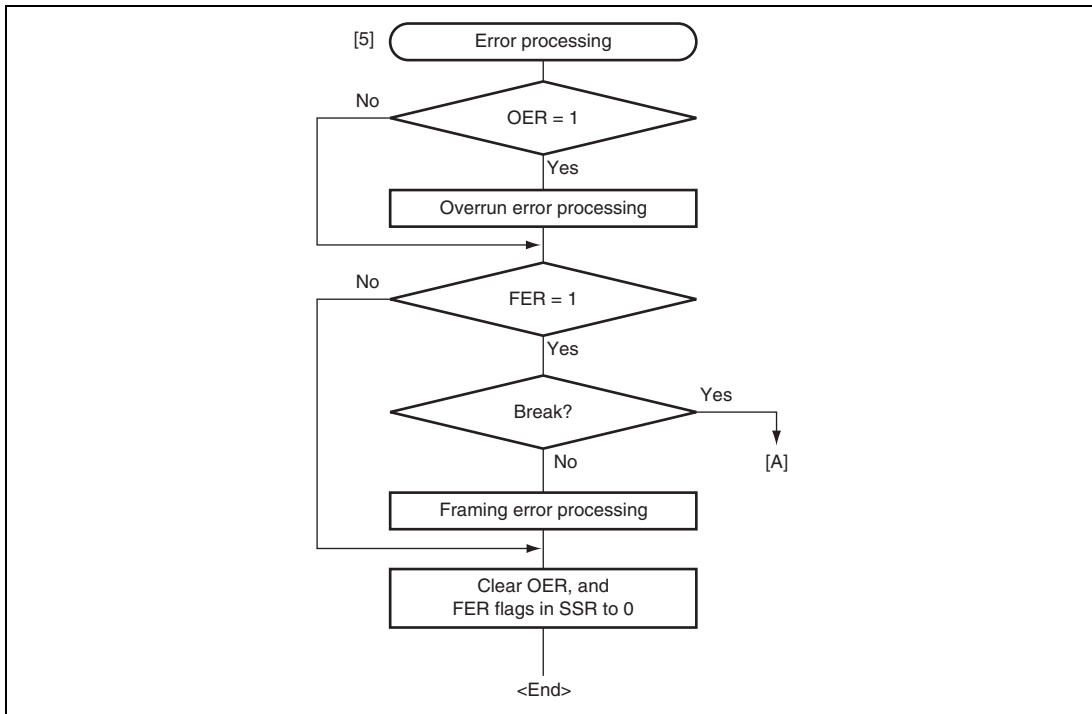 [5] Error processing
No
OER = 1
Yes
Overrun error processing
No
FER = 1
Yes
Yes
Break?
[A]
No
Framing error processing
Clear OER, and
FER flags in SSR to 0
<End>